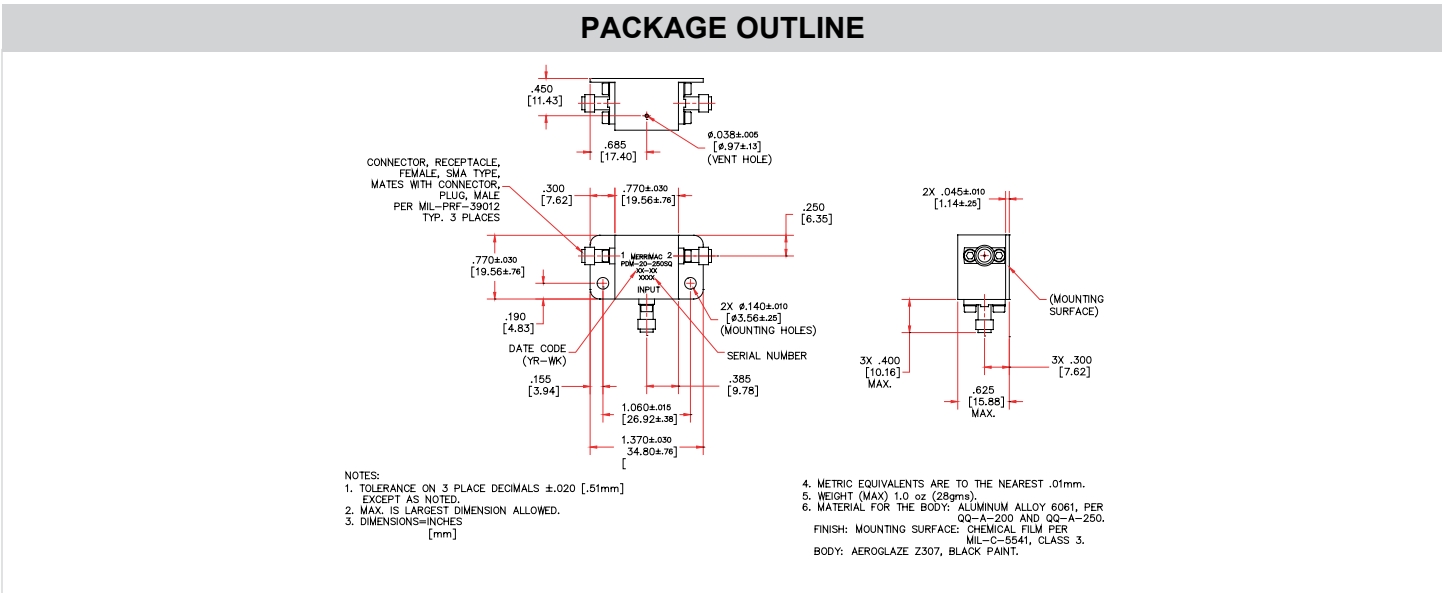 PACKAGE OUTLINE
.450
[11.43]
.685
[17.40]
ø.038±.005
[ø.97±.13]
(VENT HOLE)
CONNECTOR, RECEPTACLE,
FEMALE, SMA TYPE,
MATES WITH CONNECTOR,
PLUG, MALE
PER MIL-PRF-39012
TYP. 3 PLACES
.300
[7.62]
.770±.030
[19.56±.76]
.250
[6.35]
.770±.030
[19.56±.76]
1 MERRIMAC 2
PDM-20-250SQ
XX-XX
XXXX
INPUT
.190
[4.83]
2X ø.140±.010
[ø3.56±.25]
(MOUNTING HOLES)
DATE CODE
(YR-WK)
SERIAL NUMBER
.155
[3.94]
.385
[9.78]
1.060±.015
[26.92±.38]
1.370±.030
34.80±.76]
[
2X .045±.010
[1.14±.25]
(MOUNTING
SURFACE)
3X .400
[10.16]
MAX.
3X .300
[7.62]
.625
[15.88]
MAX.
NOTES:
1. TOLERANCE ON 3 PLACE DECIMALS ±.020 [.51mm]
EXCEPT AS NOTED.
2. MAX. IS LARGEST DIMENSION ALLOWED.
3. DIMENSIONS=INCHES
[mm]
4. METRIC EQUIVALENTS ARE TO THE NEAREST .01mm.
5. WEIGHT (MAX) 1.0 oz (28gms).
6. MATERIAL FOR THE BODY: ALUMINUM ALLOY 6061, PER
QQ-A-200 AND QQ-A-250.
FINISH: MOUNTING SURFACE: CHEMICAL FILM PER
MIL-C-5541, CLASS 3.
BODY: AEROGLAZE Z307, BLACK PAINT.